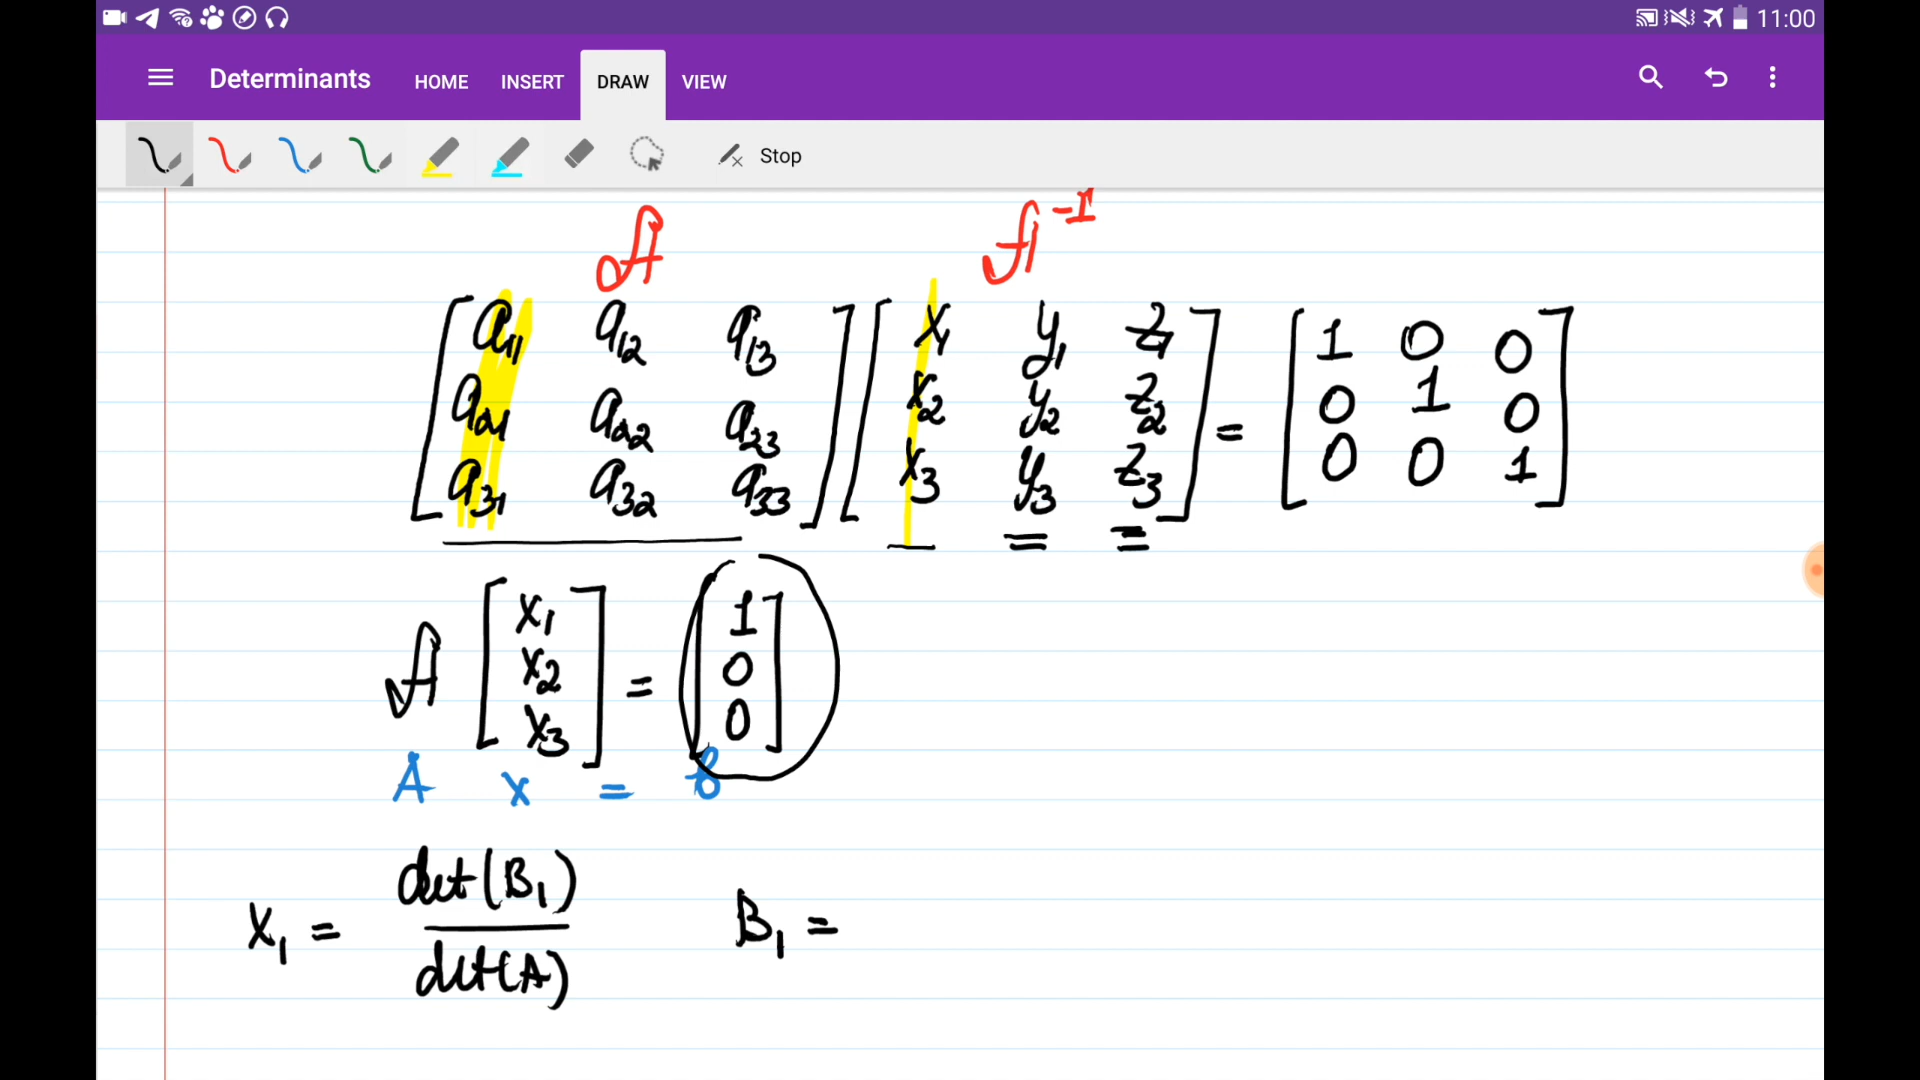 11:00
Determinants HOME INSERT DRAW VIEW
Stop
A A⁻¹
[a₁₁ a₁₂ a₁₃] [x₁ y₁ z₁] [1 0 0]
[a₂₁ a₂₂ a₂₃] [x₂ y₂ z₂] = [0 1 0]
[a₃₁ a₃₂ a₃₃] [x₃ y₃ z₃] [0 0 1]
[x₁] [1]
A [x₂] = [0]
[x₃] [0]
A x = b
x₁ = det(B₁) / det(A) B₁ =